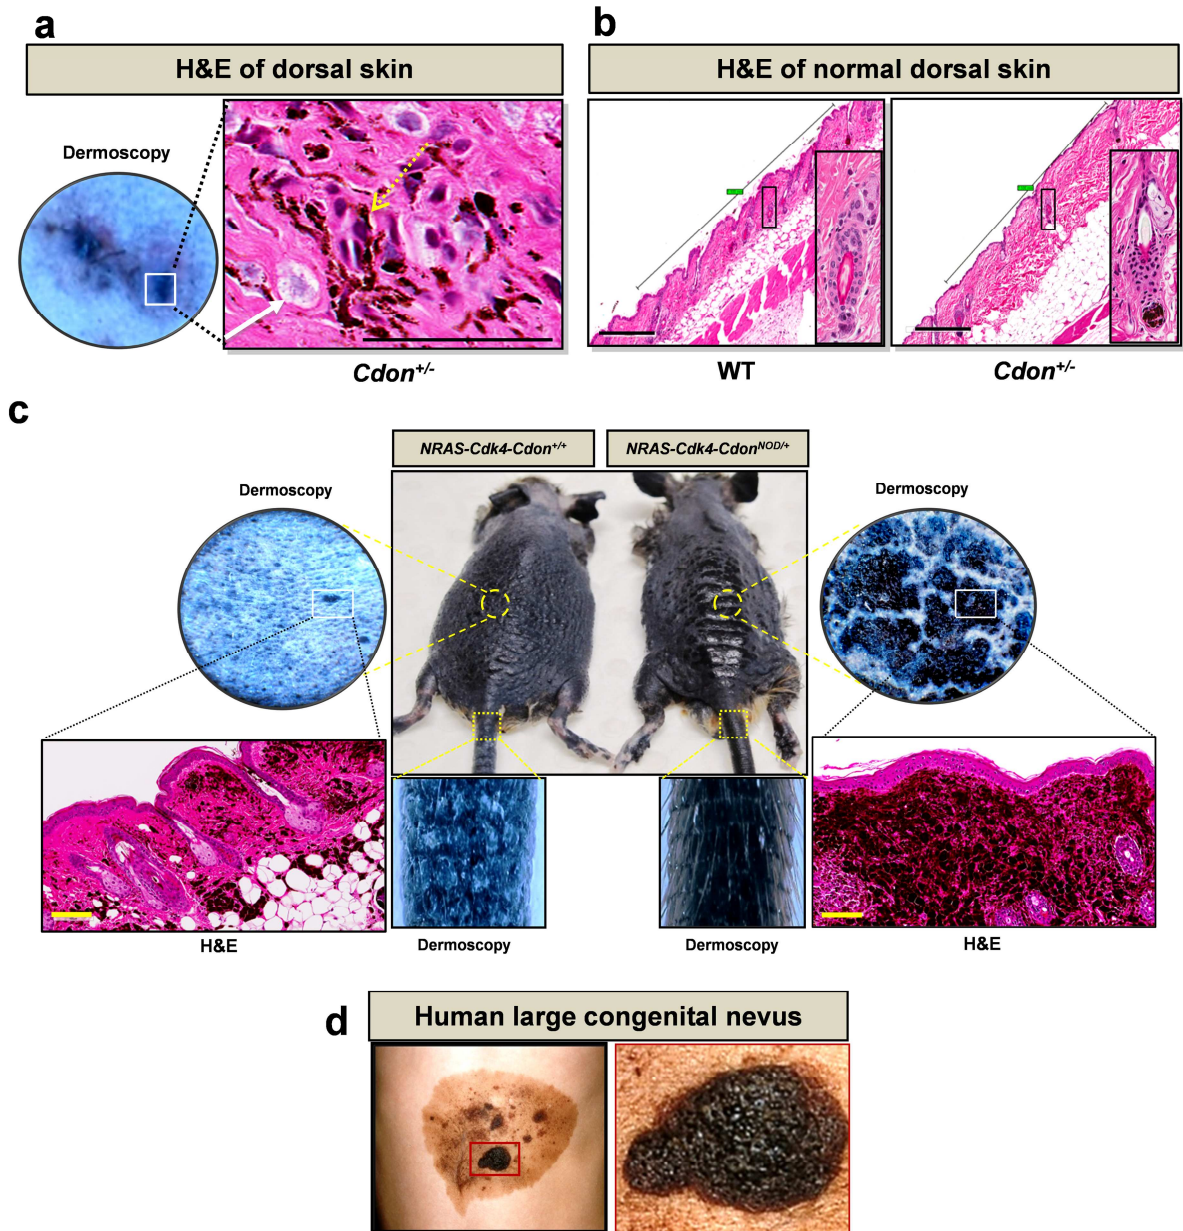 a
H&E of dorsal skin
Dermoscopy
Cdon+/-
b
H&E of normal dorsal skin
WT
Cdon+/-
c
NRAS-Cdk4-Cdon+/+
NRAS-Cdk4-CdonNOD/+
Dermoscopy
Dermoscopy
H&E
Dermoscopy
Dermoscopy
H&E
d
Human large congenital nevus